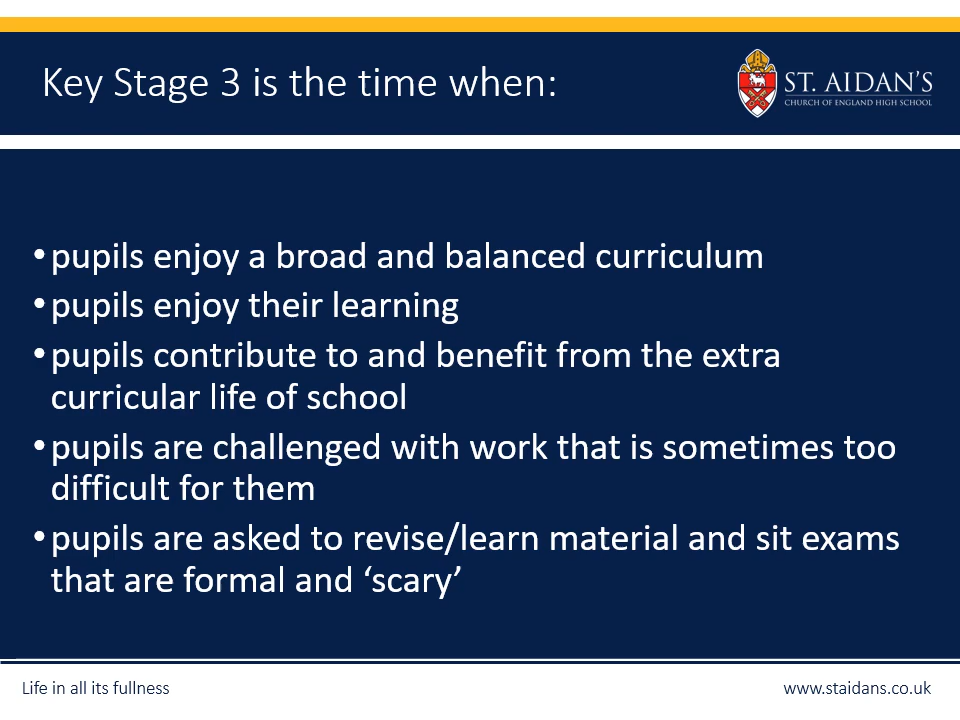 Key Stage 3 is the time when:
ST. AIDAN'S
CHURCH OF ENGLAND HIGH SCHOOL
•pupils enjoy a broad and balanced curriculum
•pupils enjoy their learning
•pupils contribute to and benefit from the extra
curricular life of school
•pupils are challenged with work that is sometimes too
difficult for them
•pupils are asked to revise/learn material and sit exams
that are formal and ‘scary’
Life in all its fullness
www.staidans.co.uk